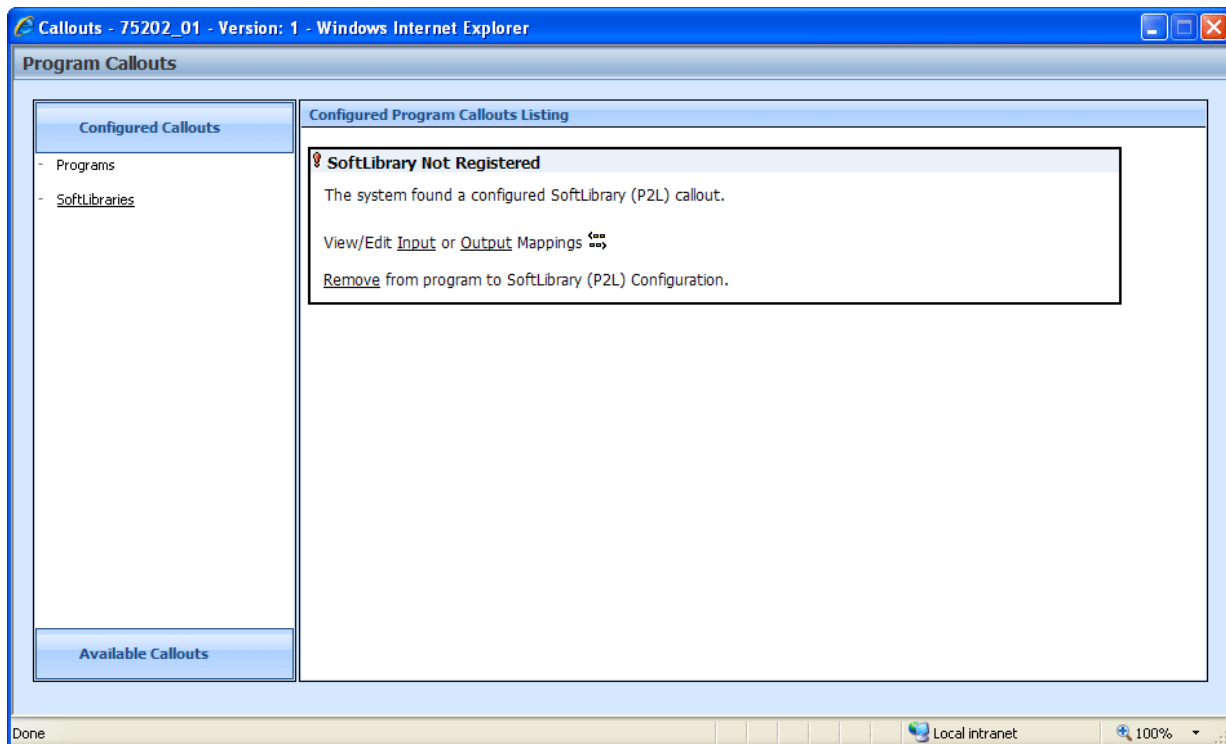 Callouts - 75202_01 - Version: 1 - Windows Internet Explorer
Program Callouts
Configured Callouts
- Programs
- SoftLibraries
Available Callouts
Configured Program Callouts Listing
SoftLibrary Not Registered
The system found a configured SoftLibrary (P2L) callout.
View/Edit Input or Output Mappings
Remove from program to SoftLibrary (P2L) Configuration.
Done
Local intranet
100%